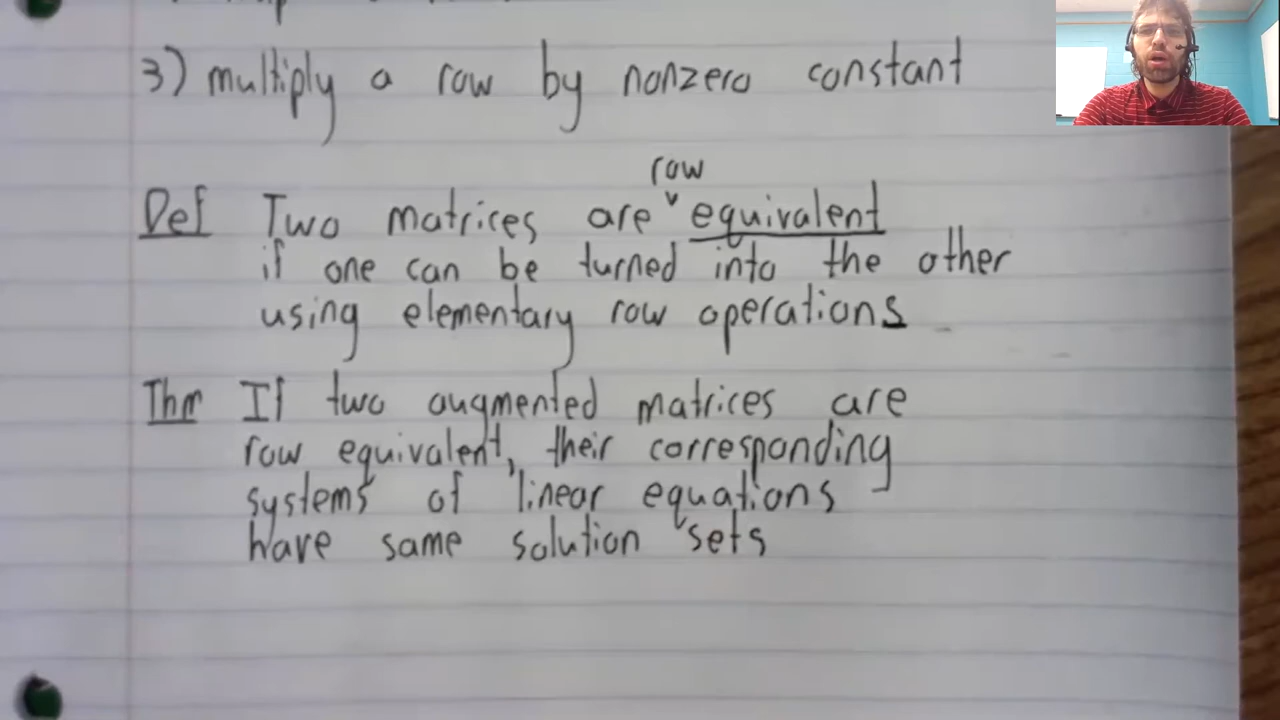 3) multiply a row by nonzero constant
row
Def Two matrices are ᵛ equivalent
if one can be turned into the other
using elementary row operations
Thm If two augmented matrices are
row equivalent, their corresponding
systems of linear equations
have same solution sets